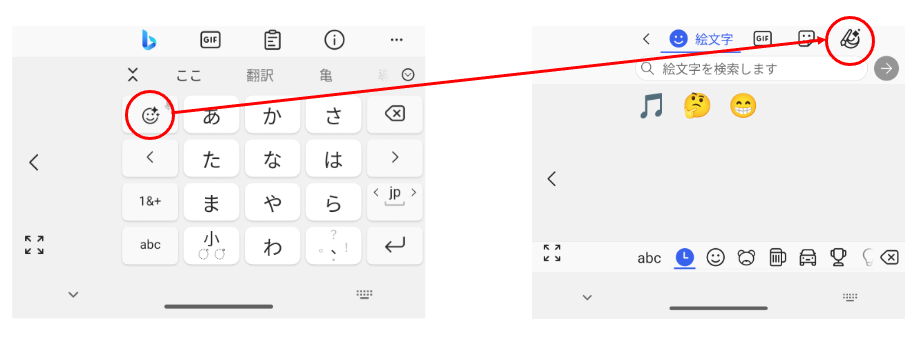 GIF
ここ 翻訳 亀
あ か さ
た な は
1&+ ま や ら jp
abc 小 わ 、 。 ? !
絵文字 GIF
絵文字を検索します
abc